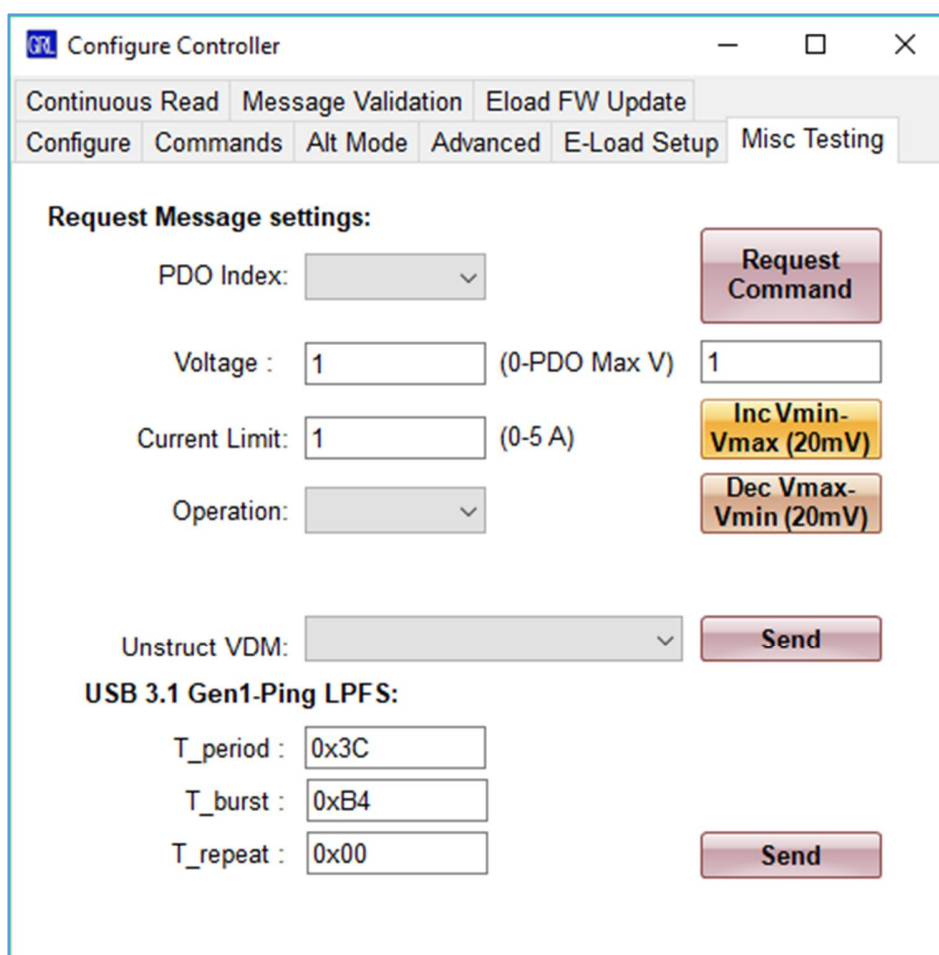 GRL Configure Controller
Continuous Read Message Validation Eload FW Update
Configure Commands Alt Mode Advanced E-Load Setup Misc Testing
Request Message settings:
PDO Index:
Request
Command
Voltage : 1 (0-PDO Max V) 1
Current Limit: 1 (0-5 A)
Inc Vmin-
Vmax (20mV)
Operation:
Dec Vmax-
Vmin (20mV)
Unstruct VDM: Send
USB 3.1 Gen1-Ping LPFS:
T_period : 0x3C
T_burst : 0xB4
T_repeat : 0x00 Send